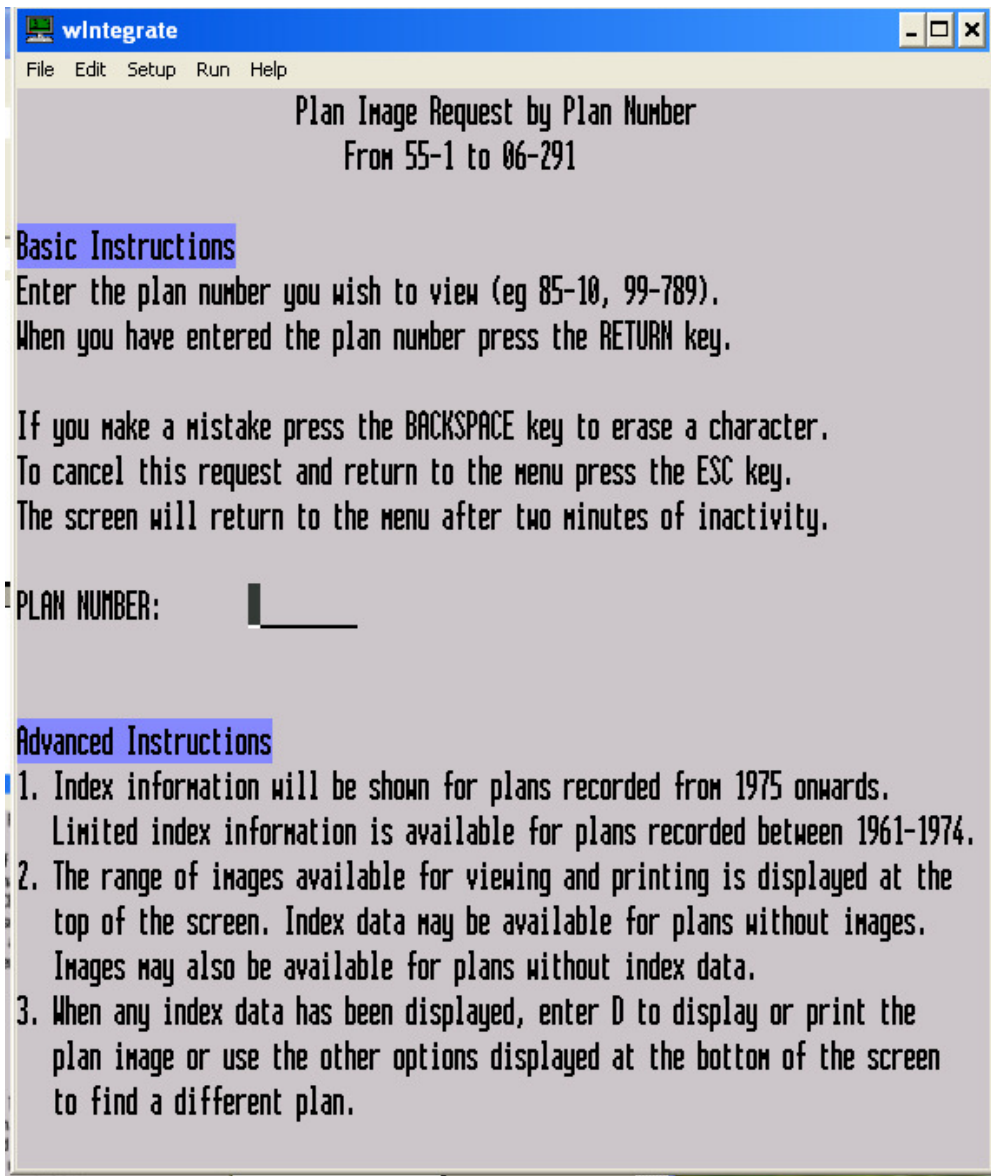 wIntegrate
File Edit Setup Run Help
Plan Image Request by Plan Number
From 55-1 to 06-291
Basic Instructions
Enter the plan number you wish to view (eg 85-10, 99-789).
When you have entered the plan number press the RETURN key.
If you make a mistake press the BACKSPACE key to erase a character.
To cancel this request and return to the menu press the ESC key.
The screen will return to the menu after two minutes of inactivity.
PLAN NUMBER:
Advanced Instructions
1. Index information will be shown for plans recorded from 1975 onwards.
Limited index information is available for plans recorded between 1961-1974.
2. The range of images available for viewing and printing is displayed at the
top of the screen. Index data may be available for plans without images.
Images may also be available for plans without index data.
3. When any index data has been displayed, enter D to display or print the
plan image or use the other options displayed at the bottom of the screen
to find a different plan.